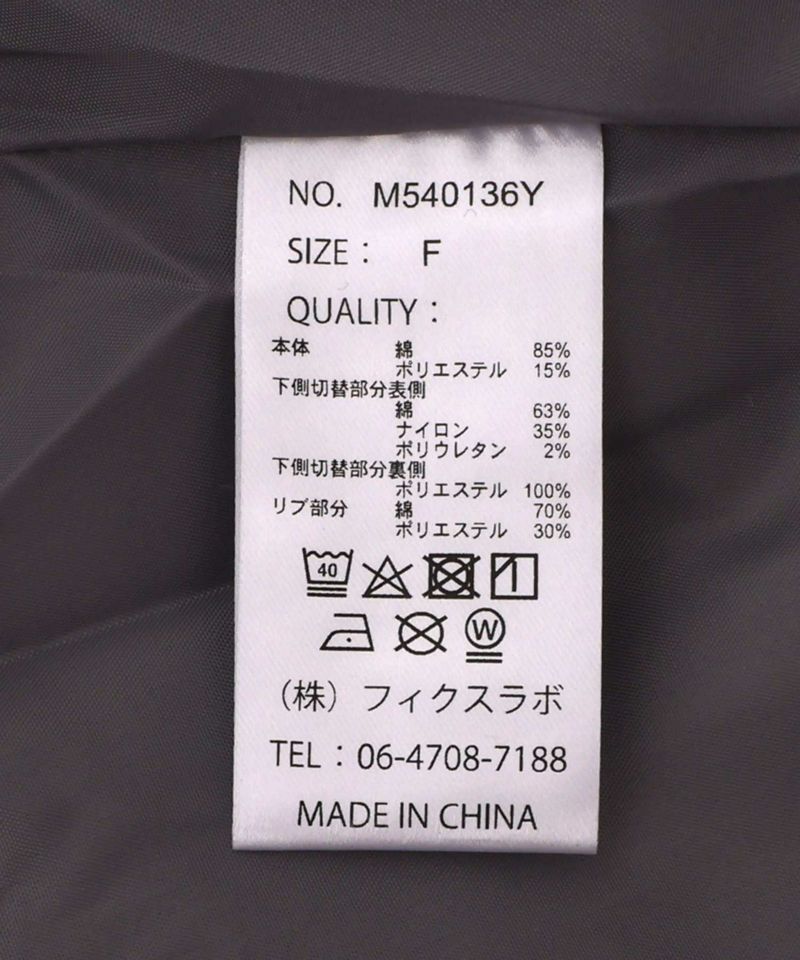 NO. M540136Y
SIZE： F
QUALITY：
本体 綿 85%
ポリエステル 15%
下側切替部分表側
綿 63%
ナイロン 35%
ポリウレタン 2%
下側切替部分裏側
ポリエステル 100%
リブ部分 綿 70%
ポリエステル 30%
40
W
（株）フィクスラボ
TEL：06-4708-7188
MADE IN CHINA